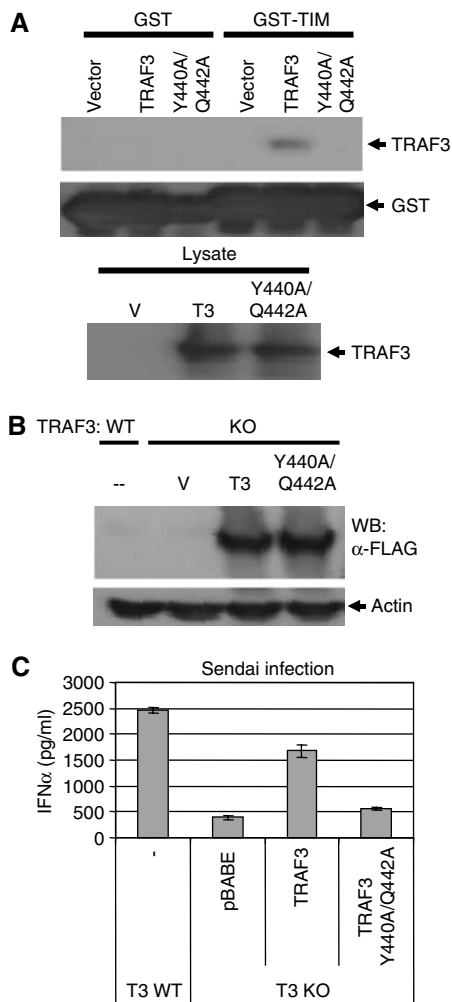 A
GST GST-TIM
Vector TRAF3 Y440A/ Q442A Vector TRAF3 Y440A/ Q442A
TRAF3
GST
Lysate
V T3 Y440A/ Q442A
TRAF3
B
TRAF3: WT KO
-- V T3 Y440A/ Q442A
WB:
α-FLAG
Actin
C
Sendai infection
IFNα (pg/ml)
3000
2500
2000
1500
1000
500
0
- pBABE TRAF3 TRAF3 Y440A/Q442A
T3 WT T3 KO